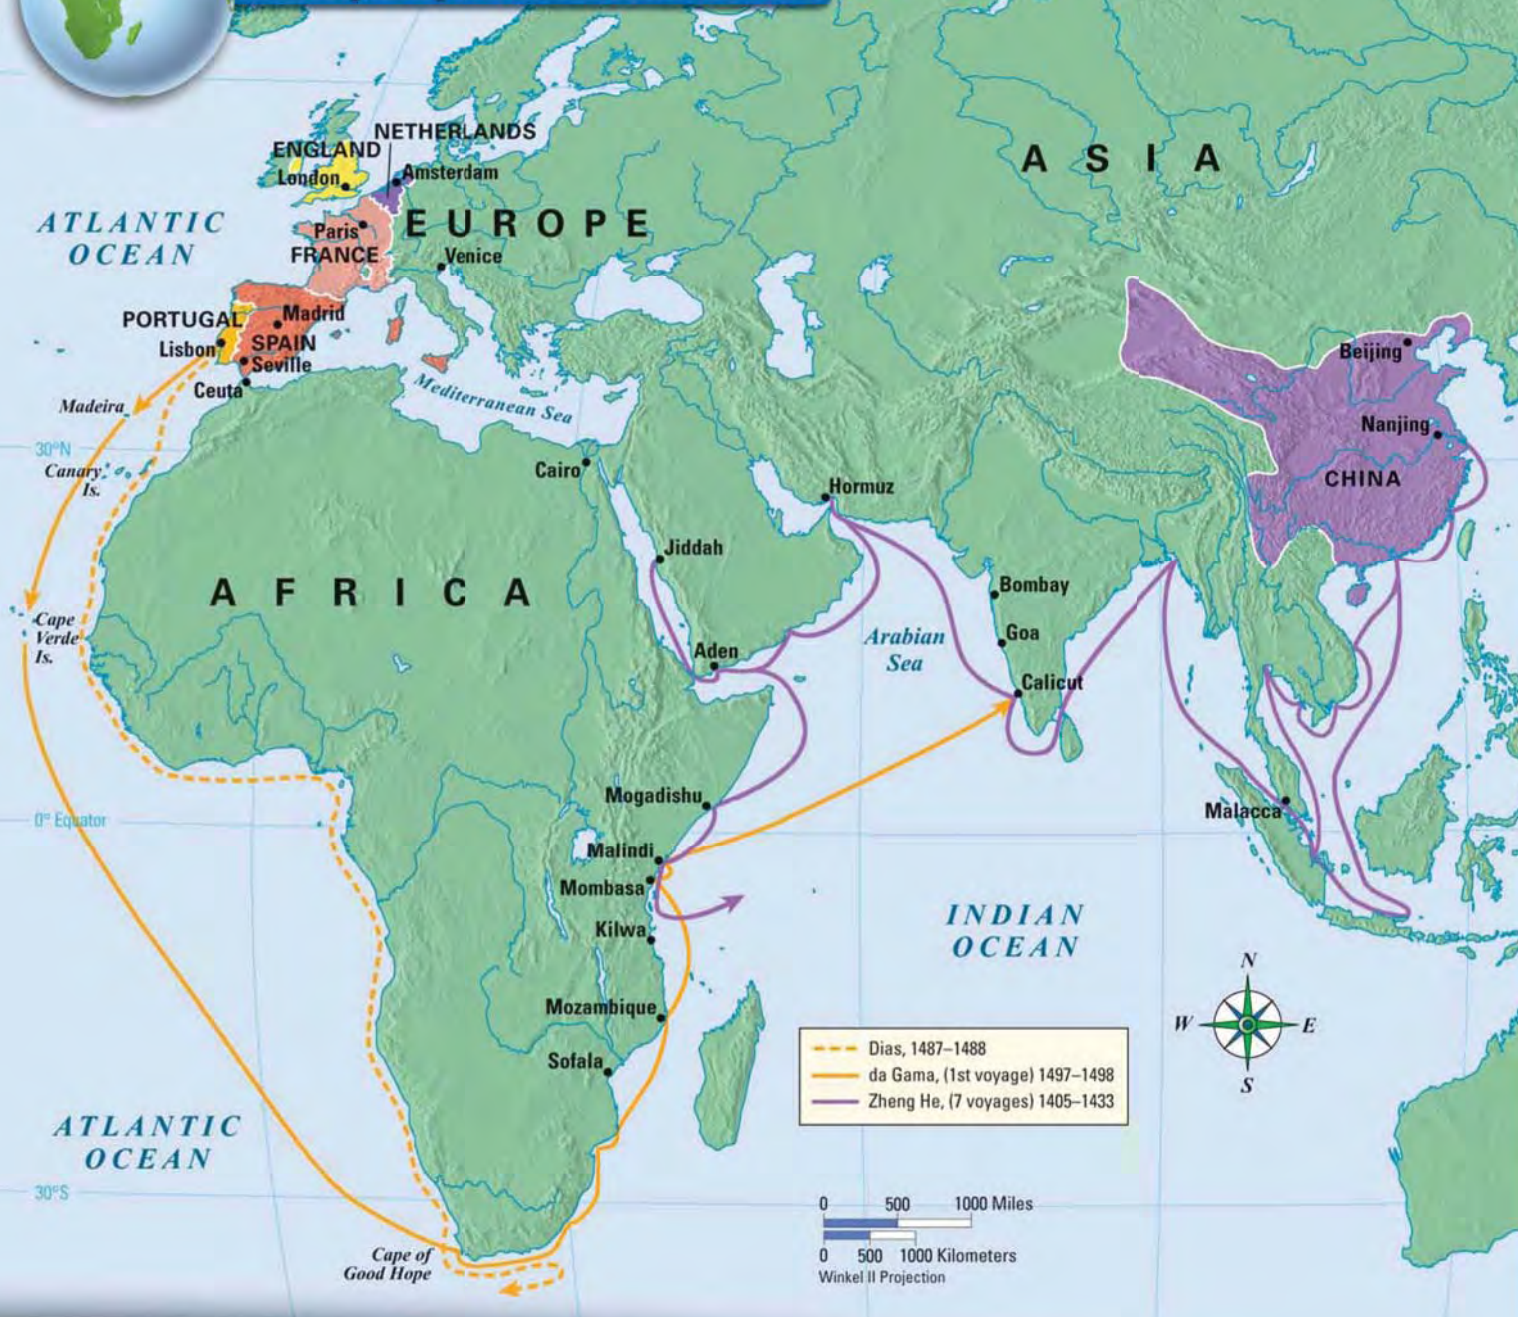 NETHERLANDS
ENGLAND
London
Amsterdam
ASIA
ATLANTIC
OCEAN
EUROPE
Paris
FRANCE
Venice
PORTUGAL
Madrid
Lisbon
SPAIN
Seville
Ceuta
Beijing
Mediterranean Sea
Madeira
Nanjing
30°N
Canary
Is.
Cairo
CHINA
Hormuz
Jiddah
AFRICA
Bombay
Cape
Verde
Is.
Goa
Arabian
Sea
Aden
Calicut
Mogadishu
Malacca
0° Equator
Malindi
Mombasa
INDIAN
OCEAN
Kilwa
N
W
E
S
Mozambique
Sofala
Dias, 1487–1488
da Gama, (1st voyage) 1497–1498
Zheng He, (7 voyages) 1405–1433
ATLANTIC
OCEAN
30°S
0 500 1000 Miles
0 500 1000 Kilometers
Winkel II Projection
Cape of
Good Hope